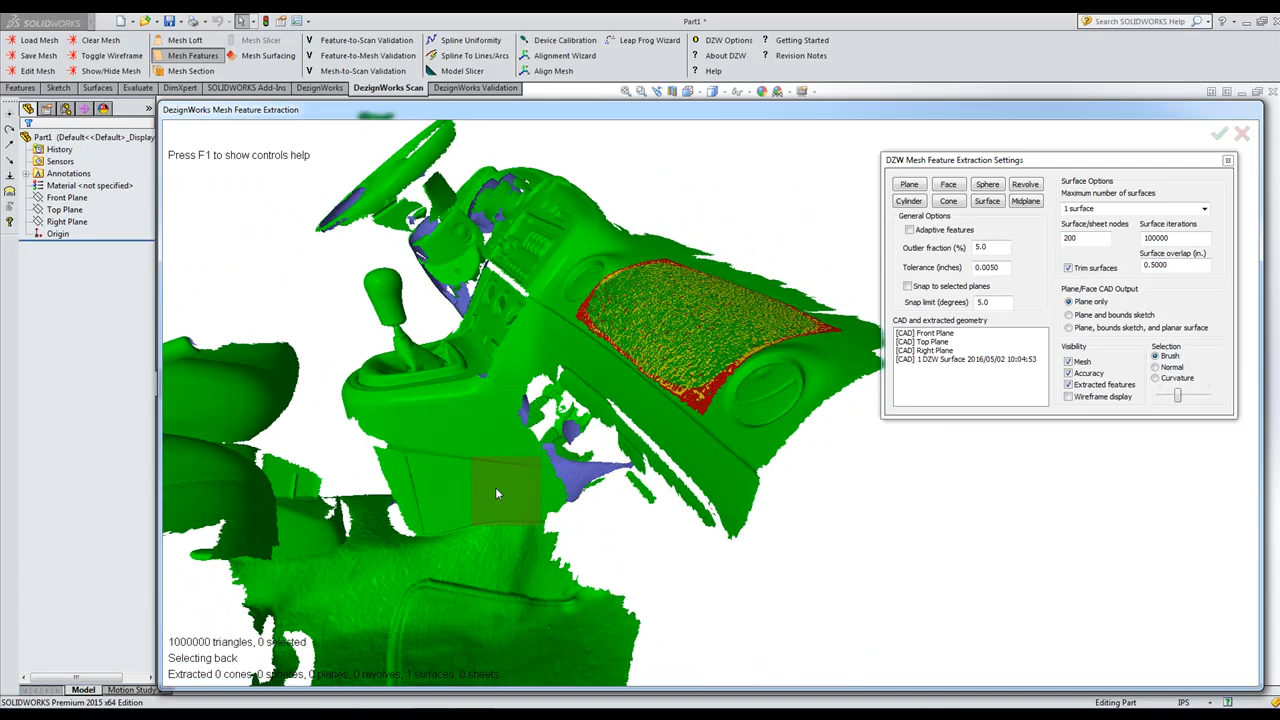 SOLIDWORKS
Part1 *
Search SOLIDWORKS Help
Load Mesh
Clear Mesh
Mesh Loft
Mesh Slicer
Feature-to-Scan Validation
Spline Uniformity
Device Calibration
Leap Frog Wizard
DZW Options
Getting Started
Save Mesh
Toggle Wireframe
Mesh Features
Mesh Surfacing
Feature-to-Mesh Validation
Spline To Lines/Arcs
Alignment Wizard
About DZW
Revision Notes
Edit Mesh
Show/Hide Mesh
Mesh Section
Mesh-to-Scan Validation
Model Slicer
Align Mesh
Help
Features
Sketch
Surfaces
Evaluate
DimXpert
SOLIDWORKS Add-Ins
DezignWorks
DezignWorks Scan
DezignWorks Validation
Part1 (Default<<Default>_Display
History
Sensors
Annotations
Material <not specified>
Front Plane
Top Plane
Right Plane
Origin
DezignWorks Mesh Feature Extraction
Press F1 to show controls help
DZW Mesh Feature Extraction Settings
Plane
Face
Sphere
Revolve
Cylinder
Cone
Surface
Midplane
General Options
Adaptive features
Outlier fraction (%)
5.0
Tolerance (inches)
0.0050
Snap to selected planes
Snap limit (degrees)
5.0
CAD and extracted geometry
[CAD] Front Plane
[CAD] Top Plane
[CAD] Right Plane
[CAD] 1 DZW Surface 2016/05/02 10:04:53
Surface Options
Maximum number of surfaces
1 surface
Surface/sheet nodes
Surface iterations
200
100000
Surface overlap (in.)
Trim surfaces
0.5000
Plane/Face CAD Output
Plane only
Plane and bounds sketch
Plane, bounds sketch, and planar surface
Visibility
Mesh
Accuracy
Extracted features
Wireframe display
Selection
Brush
Normal
Curvature
1000000 triangles, 0 selected
Selecting back
Extracted 0 cones, 0 spheres, 0 planes, 0 revolves, 1 surfaces, 0 sheets
Model
Motion Study
SOLIDWORKS Premium 2015 x64 Edition
Editing Part
IPS